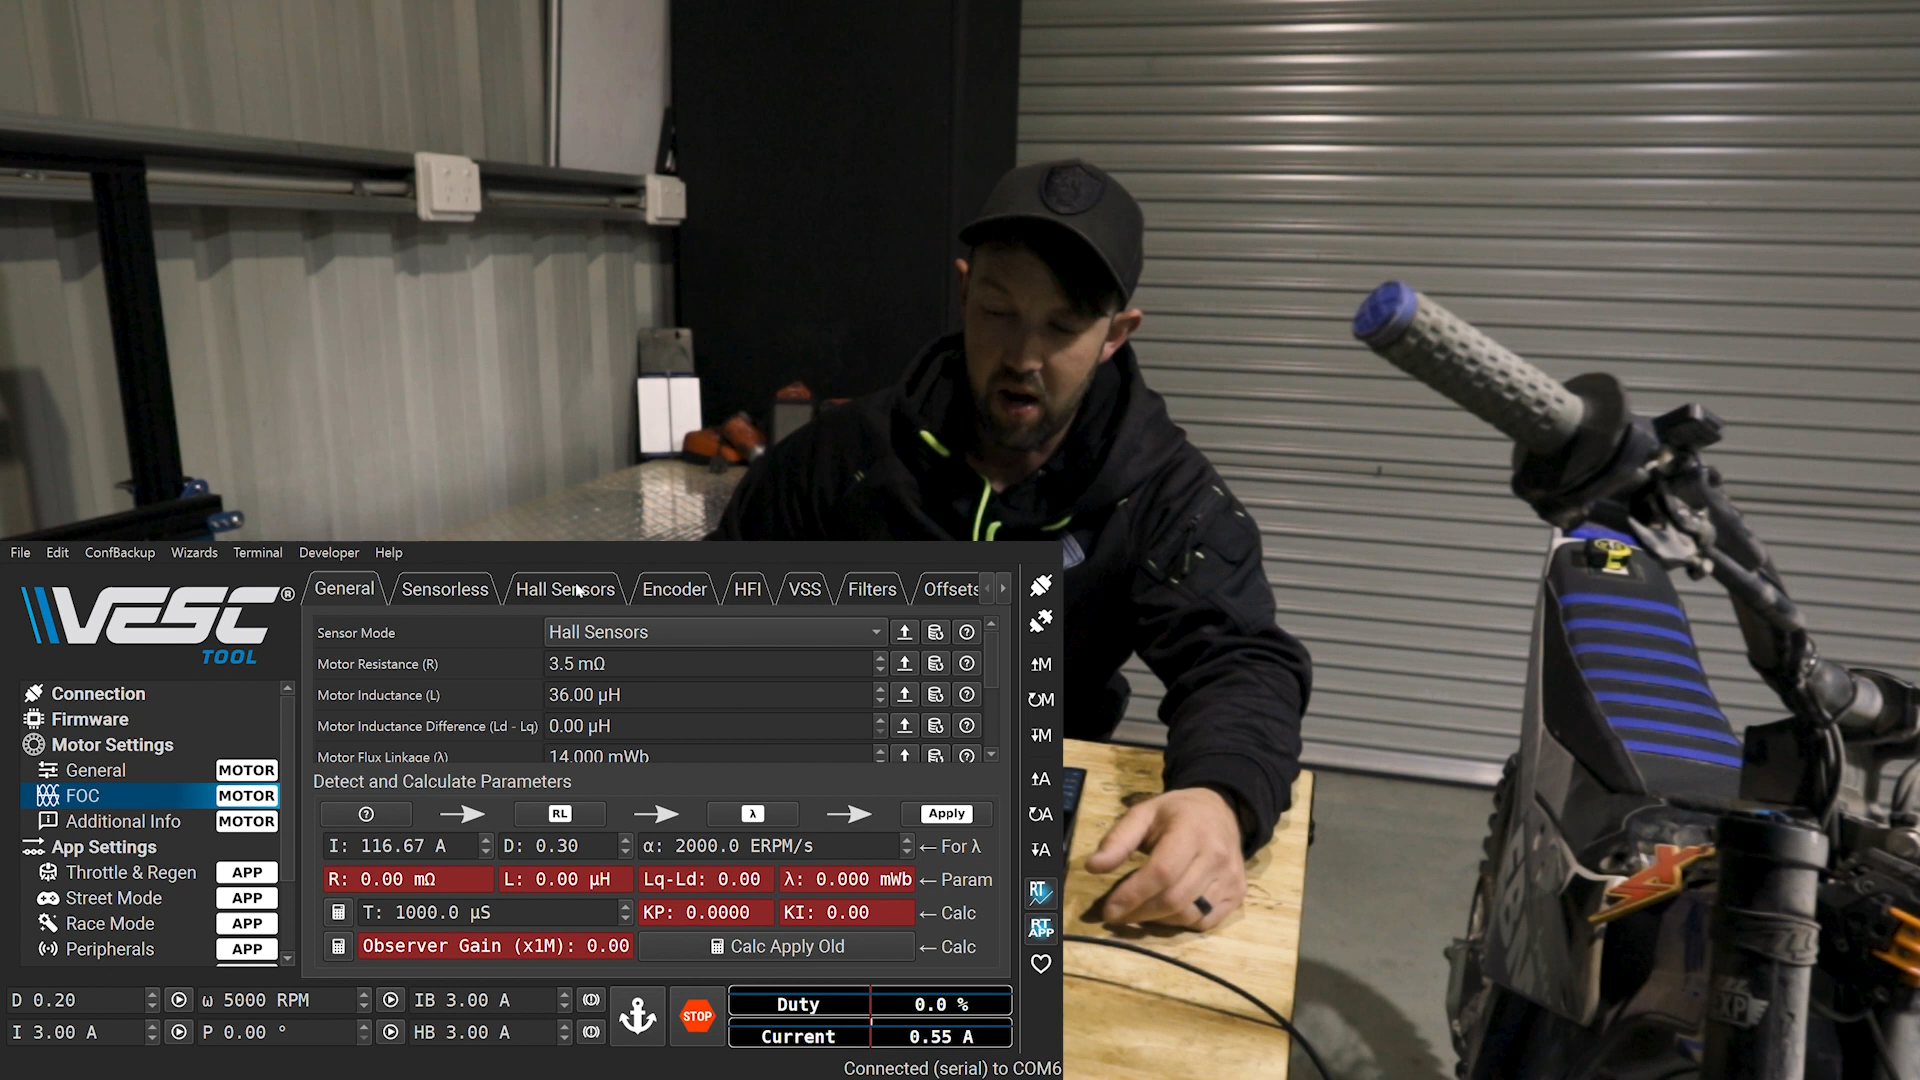 File Edit ConfBackup Wizards Terminal Developer Help
VESC®
TOOL
General Sensorless Hall Sensors Encoder HFI VSS Filters Offsets
Sensor Mode Hall Sensors
Motor Resistance (R) 3.5 mΩ
Motor Inductance (L) 36.00 µH
Motor Inductance Difference (Ld - Lq) 0.00 µH
Motor Flux Linkage (λ) 14.000 mWb
Connection
Firmware
Motor Settings
General MOTOR
FOC MOTOR
Additional Info MOTOR
App Settings
Throttle & Regen APP
Street Mode APP
Race Mode APP
Peripherals APP
Detect and Calculate Parameters
RL λ Apply
I: 116.67 A D: 0.30 α: 2000.0 ERPM/s ←For λ
R: 0.00 mΩ L: 0.00 µH Lq-Ld: 0.00 λ: 0.000 mWb ← Param
T: 1000.0 µS KP: 0.0000 KI: 0.00 ←Calc
Observer Gain (x1M): 0.00 Calc Apply Old ←Calc
↑M
↻M
↧M
↑A
↻A
↧A
RT
RT
APP
D 0.20 ω 5000 RPM IB 3.00 A
I 3.00 A P 0.00 ° HB 3.00 A
STOP
Duty 0.0 %
Current 0.55 A
Connected (serial) to COM6
XP